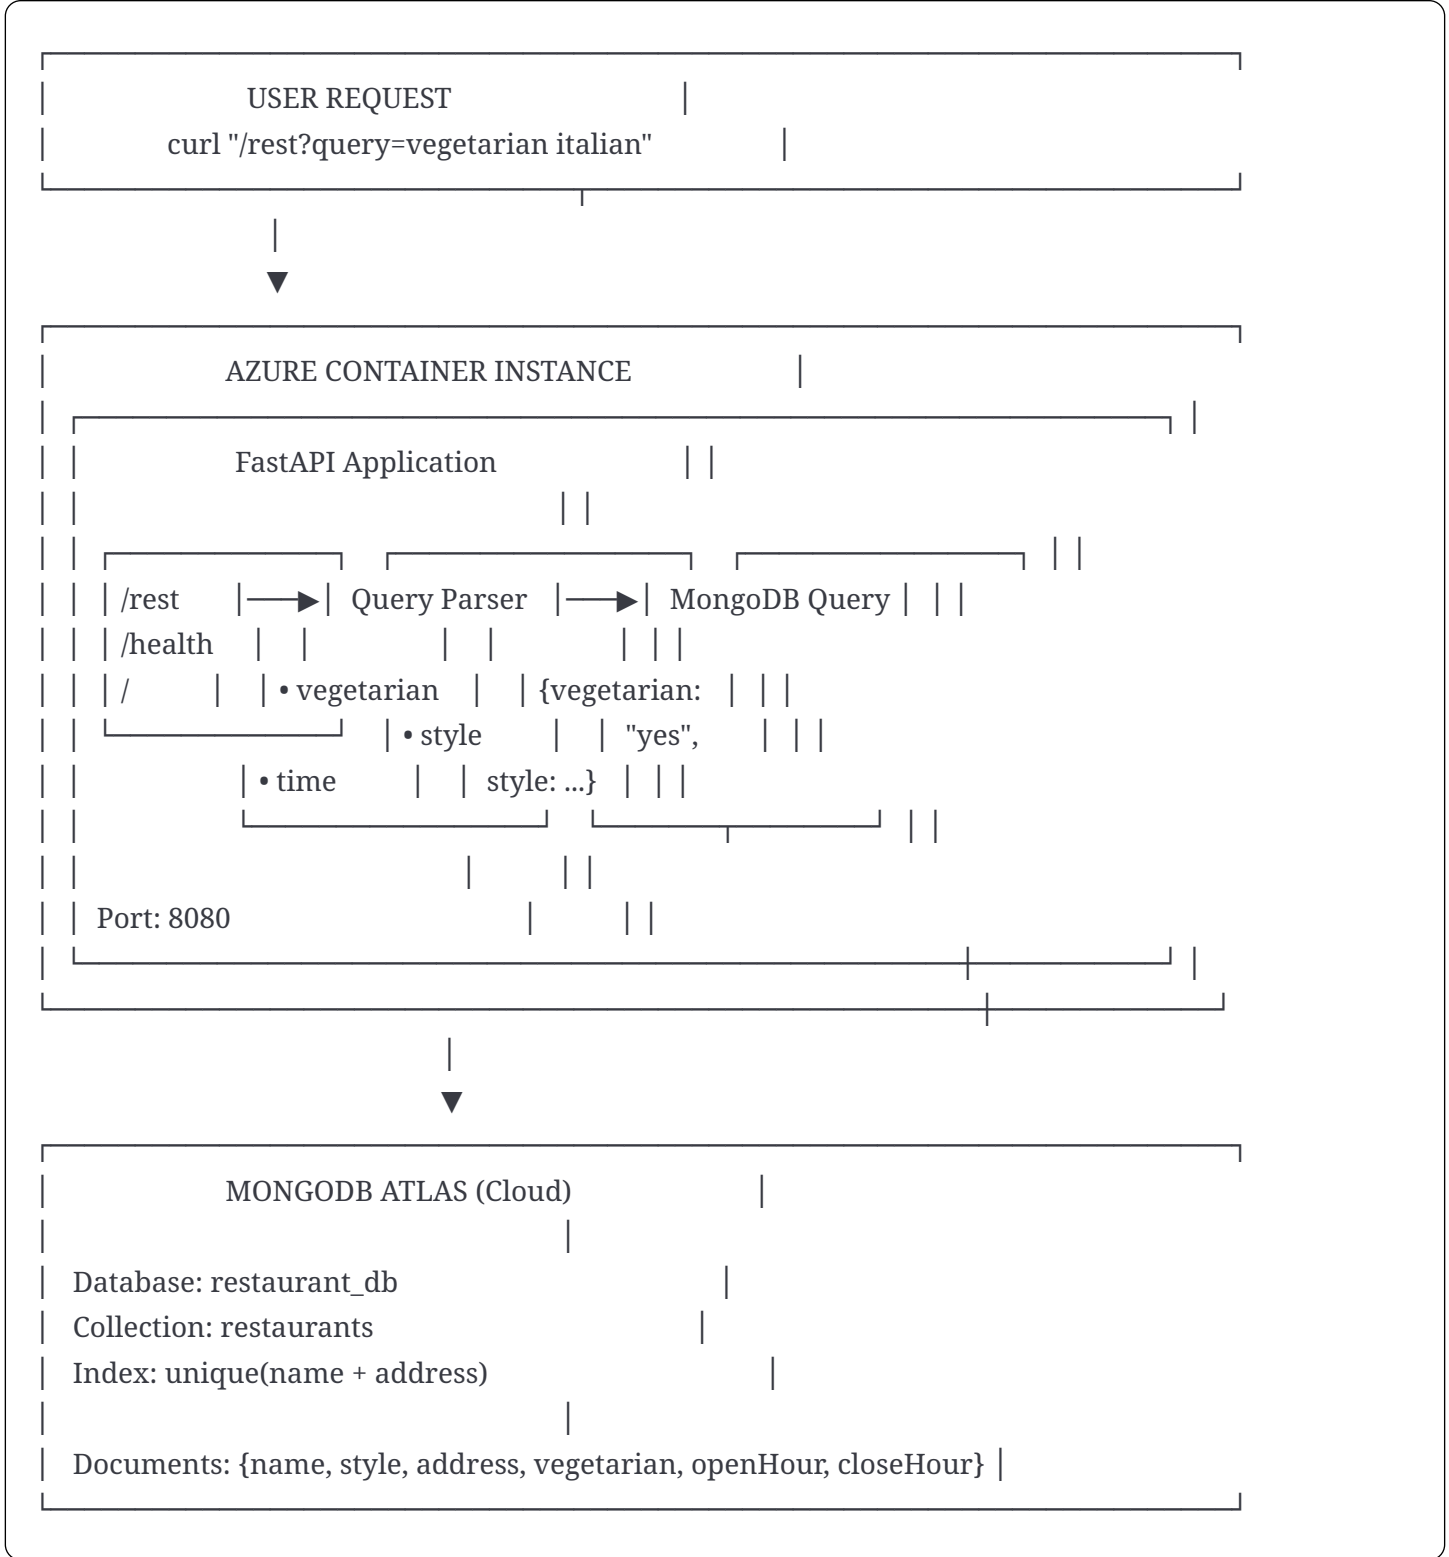 USER REQUEST
curl "/rest?query=vegetarian italian"
▼
AZURE CONTAINER INSTANCE
FastAPI Application
/rest ──▶ Query Parser ──▶ MongoDB Query
/health
/ • vegetarian {vegetarian:
• style "yes",
• time style: ...}
Port: 8080
▼
MONGODB ATLAS (Cloud)
Database: restaurant_db
Collection: restaurants
Index: unique(name + address)
Documents: {name, style, address, vegetarian, openHour, closeHour}